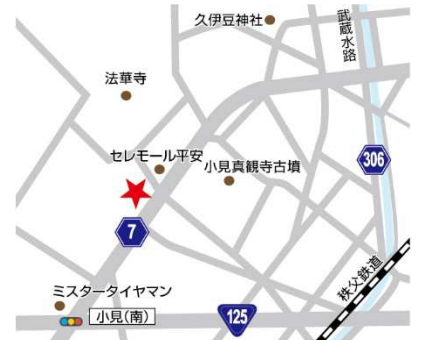 久伊豆神社
武蔵水路
法華寺
セレモール平安
小見真観寺古墳
306
7
秩父鉄道
ミスタータイヤマン
小見(南)
125